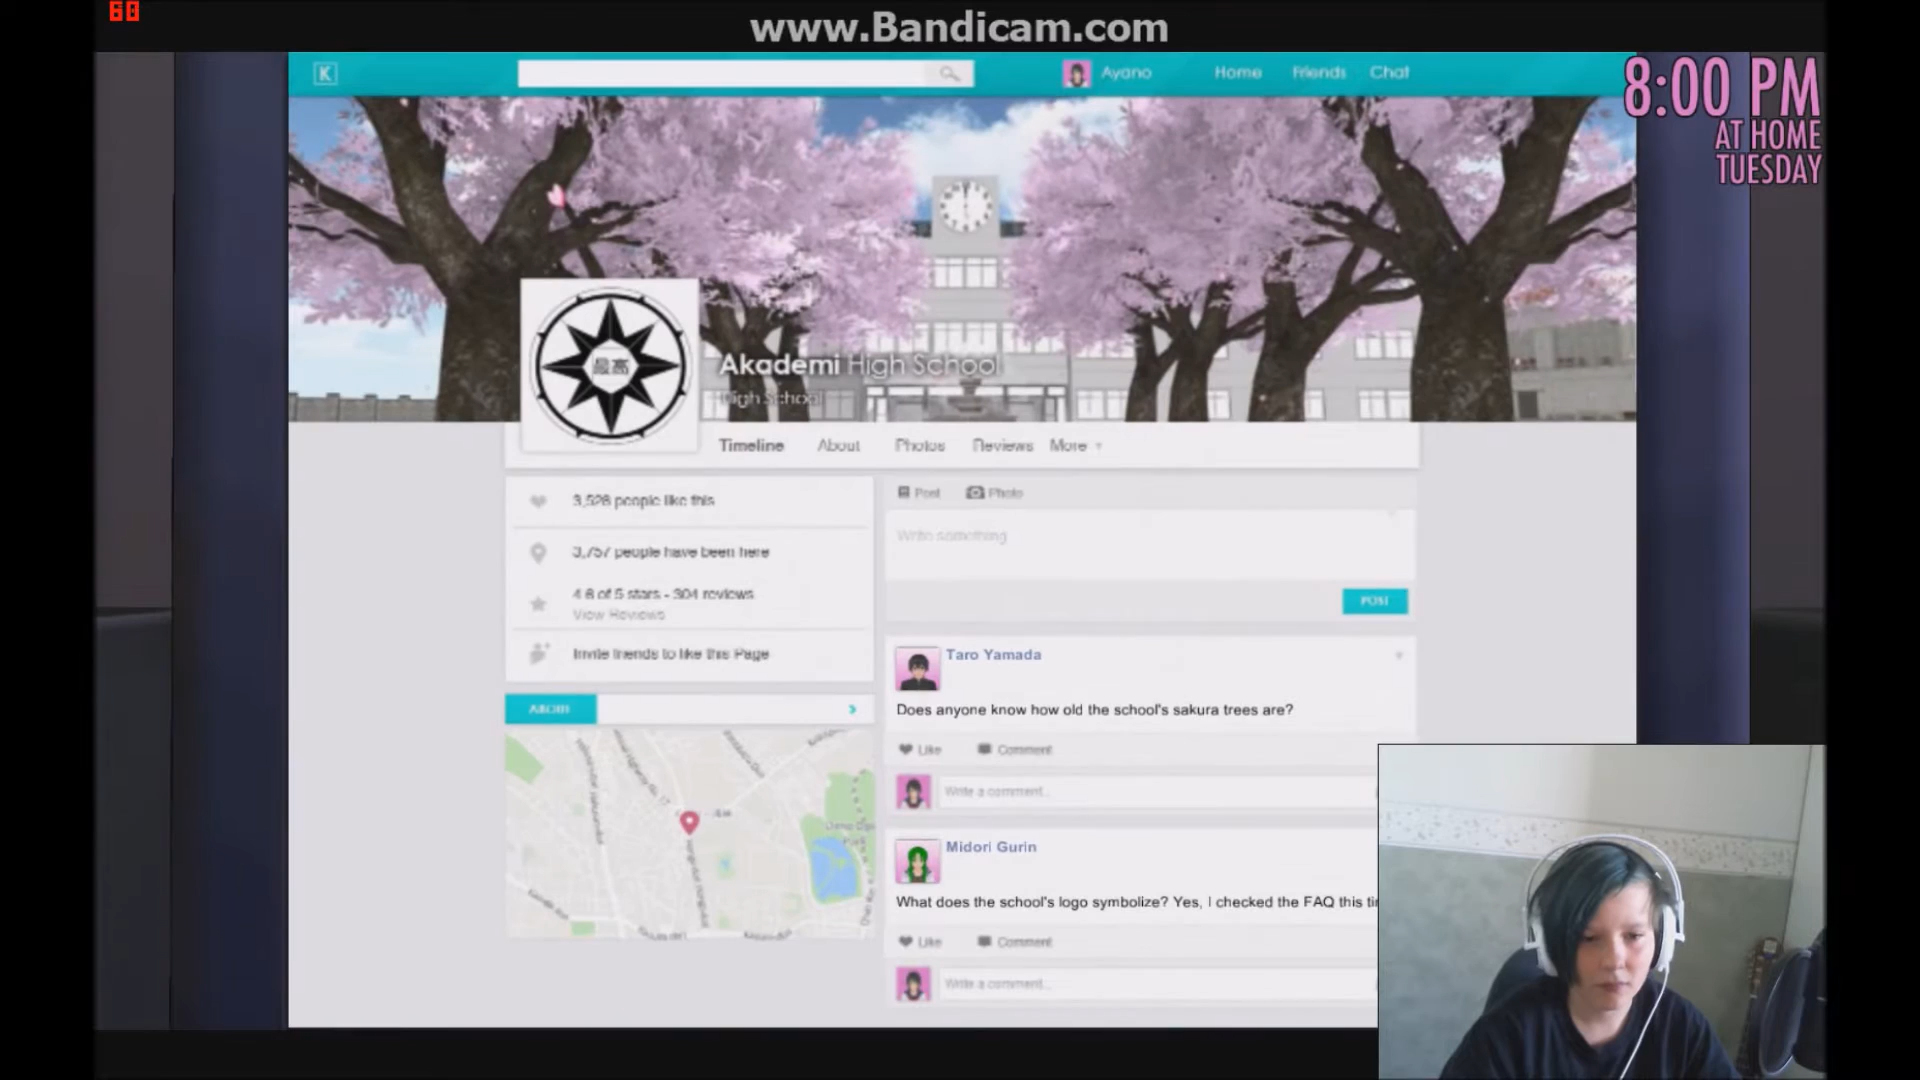 60
www.Bandicam.com
K
Ayano
Home
Friends
Chat
8:00 PM
AT HOME
TUESDAY
最高
Akademi High School
High School
Timeline
About
Photos
Reviews
More
3,528 people like this
3,757 people have been here
4.6 of 5 stars - 304 reviews
View Reviews
Invite friends to like this Page
ABOUT
Post
Photo
Write something
POST
Taro Yamada
Does anyone know how old the school's sakura trees are?
Like
Comment
Write a comment...
Midori Gurin
What does the school's logo symbolize? Yes, I checked the FAQ this
Like
Comment
Write a comment...